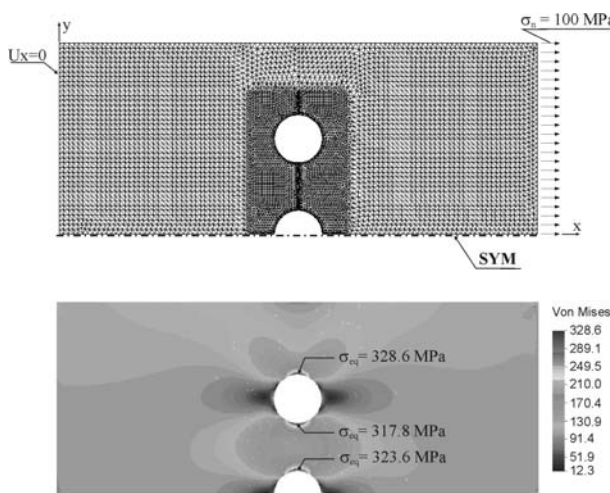 y
σn = 100 MPa
Ux=0
x
SYM
Von Mises
328.6
289.1
249.5
210.0
170.4
130.9
91.4
51.9
12.3
σeq= 328.6 MPa
σeq= 317.8 MPa
σeq= 323.6 MPa